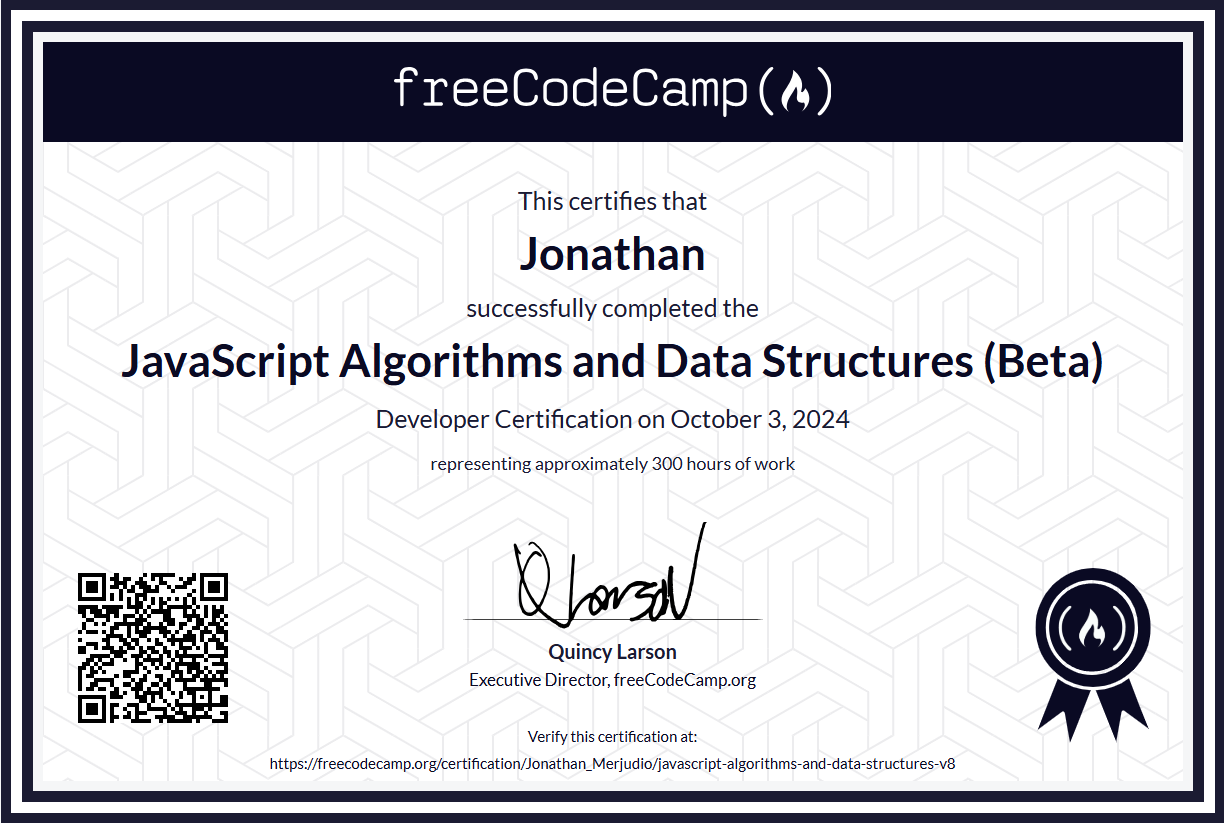 freeCodeCamp
This certifies that
Jonathan
successfully completed the
JavaScript Algorithms and Data Structures (Beta)
Developer Certification on October 3, 2024
representing approximately 300 hours of work
Quincy Larson
Executive Director, freeCodeCamp.org
Verify this certification at:
https://freecodecamp.org/certification/Jonathan_Merjudio/javascript-algorithms-and-data-structures-v8